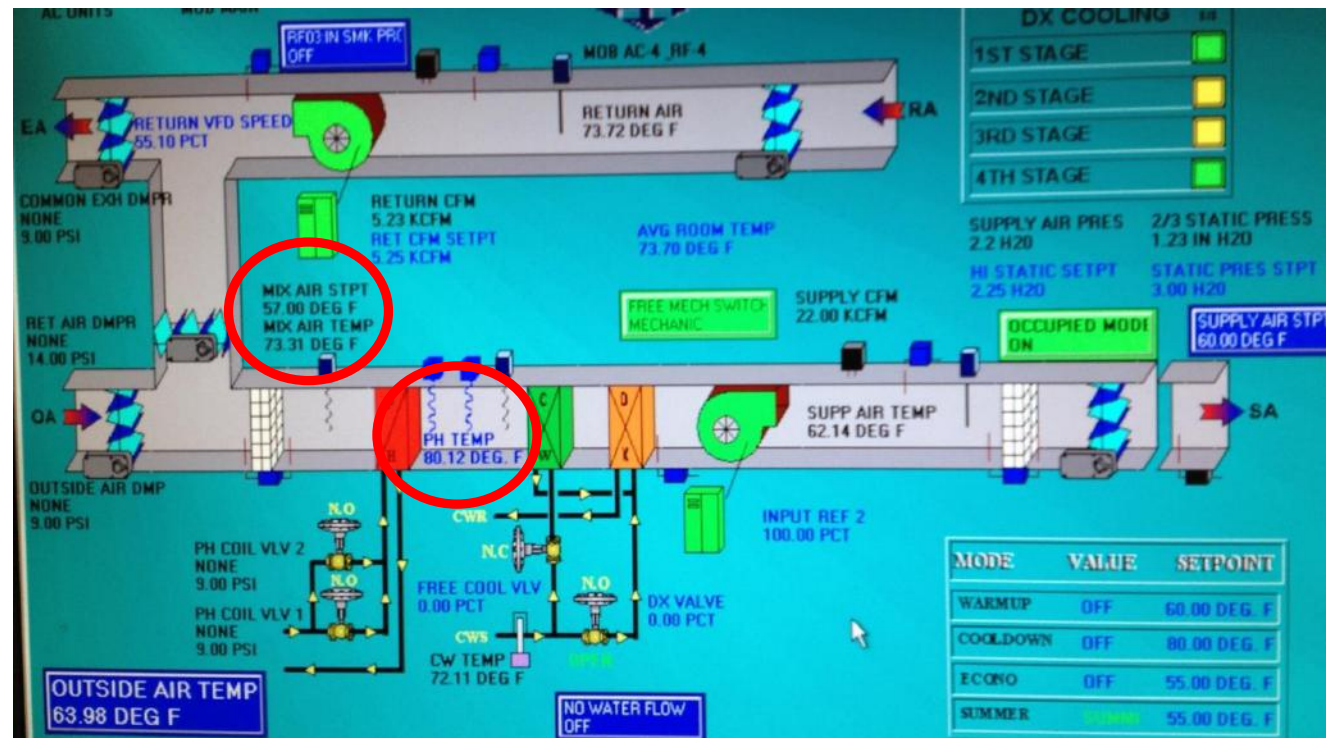 AC UNITS
MOB MAIN
RF03 IN SMK PRC
OFF
MOB AC-4_RF-4
DX COOLING
1ST STAGE
2ND STAGE
3RD STAGE
4TH STAGE
EA
RETURN VFD SPEED
55.10 PCT
RETURN AIR
73.72 DEG F
RA
COMMON EXH DMPR
NONE
9.00 PSI
RETURN CFM
5.23 KCFM
RET CFM SETPT
5.25 KCFM
AVG ROOM TEMP
73.70 DEG F
SUPPLY AIR PRES
2.2 H20
2/3 STATIC PRESS
1.23 IN H20
HI STATIC SETPT
2.25 H20
STATIC PRES STPT
3.00 H20
MIX AIR STPT
57.00 DEG F
MIX AIR TEMP
73.31 DEG F
FREE MECH SWITCH
MECHANIC
SUPPLY CFM
22.00 KCFM
OCCUPIED MODE
ON
SUPPLY AIR STPT
60.00 DEG F
RET AIR DMPR
NONE
14.00 PSI
OA
PH TEMP
80.12 DEG. F
H
C
W
D
X
SUPP AIR TEMP
62.14 DEG F
SA
OUTSIDE AIR DMP
NONE
9.00 PSI
N.O
CWR
INPUT REF 2
100.00 PCT
PH COIL VLV 2
NONE
9.00 PSI
N.C
N.O
N.O
FREE COOL VLV
0.00 PCT
DX VALVE
0.00 PCT
PH COIL VLV 1
NONE
9.00 PSI
CWS
OPEN
CW TEMP
72.11 DEG F
OUTSIDE AIR TEMP
63.98 DEG F
NO WATER FLOW
OFF
MODE VALUE SETPOINT
WARMUP OFF 60.00 DEG. F
COOLDOWN OFF 80.00 DEG. F
ECONO OFF 55.00 DEG. F
SUMMER SUMMI 55.00 DEG. F